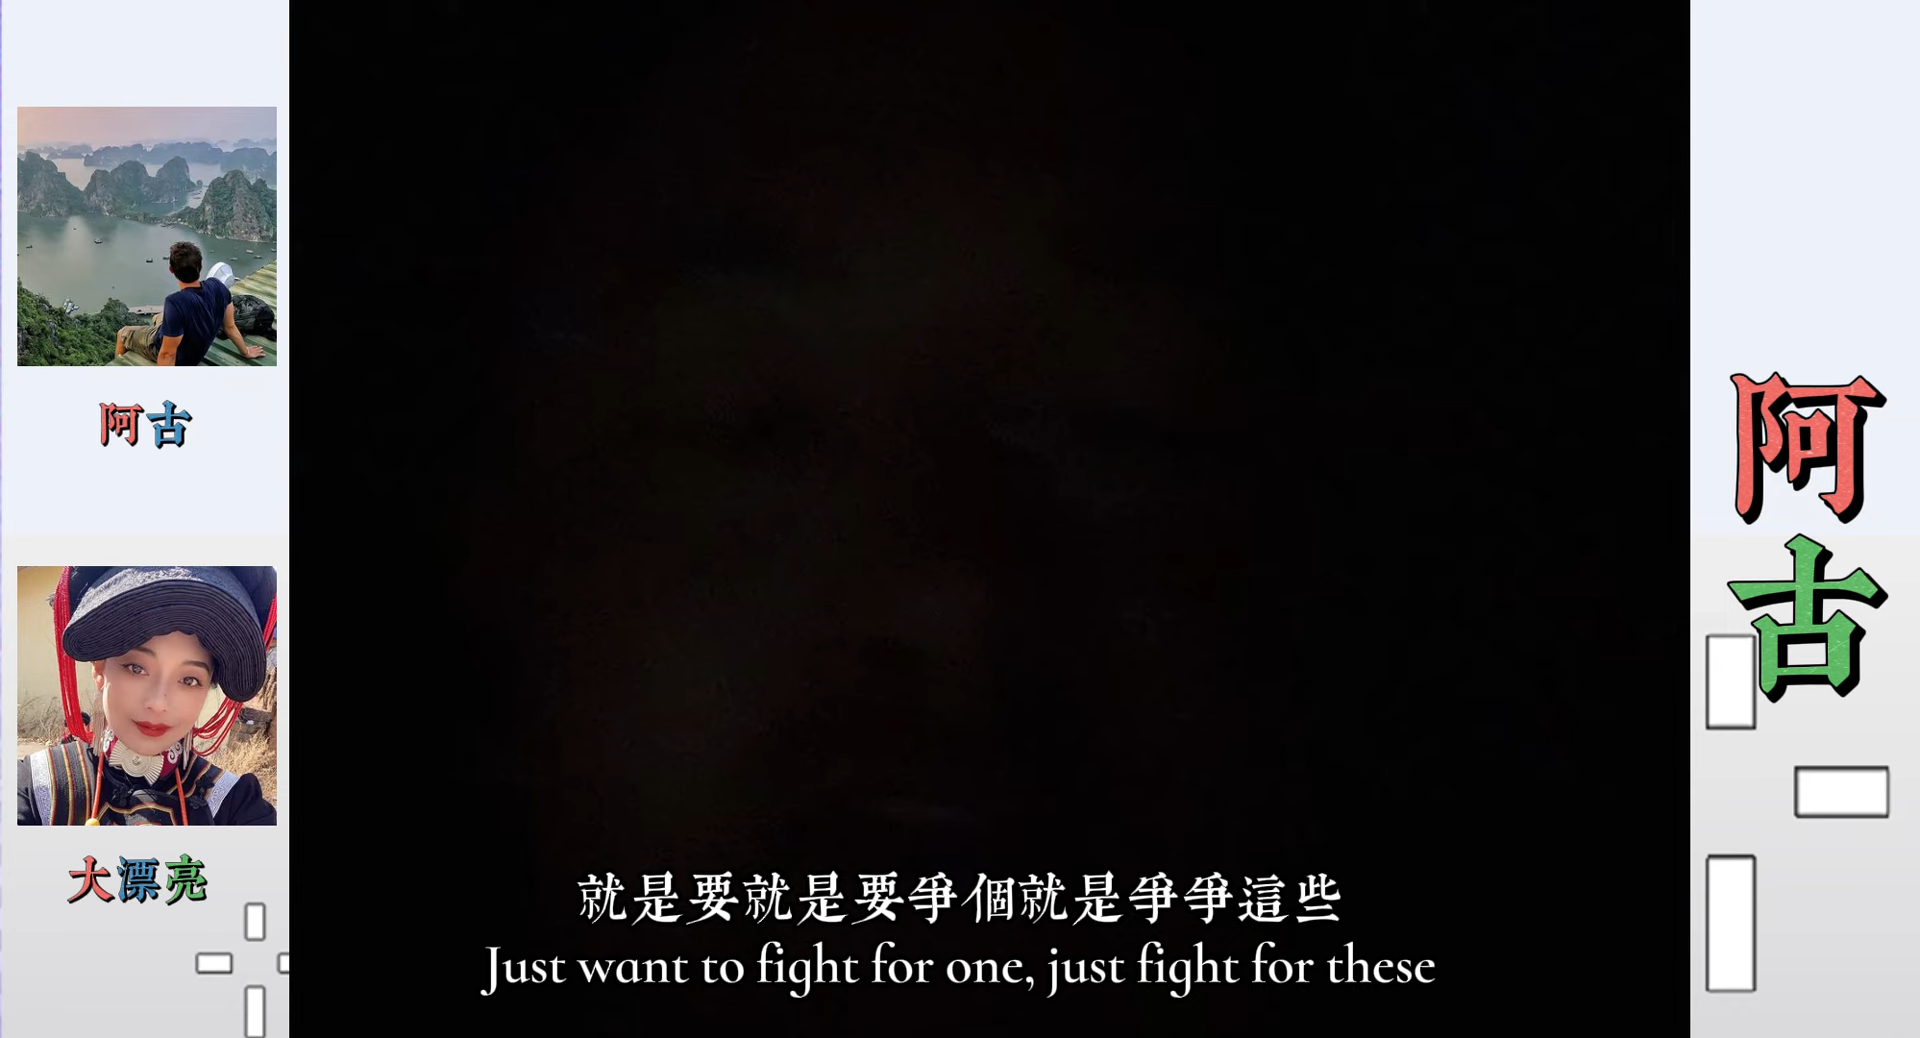 阿古
大漂亮
就是要就是要爭個就是爭爭這些
Just want to fight for one, just fight for these
阿
古